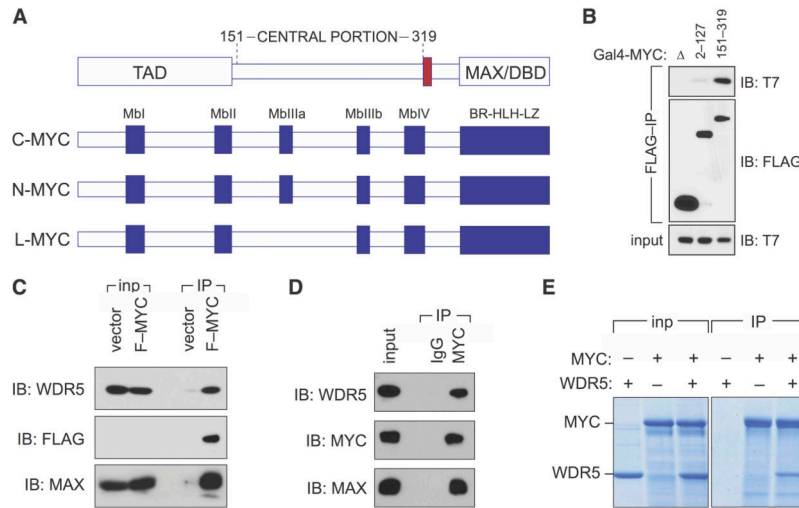 A
151–CENTRAL PORTION–319
TAD
MAX/DBD
MbI MbII MbIIIa MbIIIb MbIV BR-HLH-LZ
C-MYC
N-MYC
L-MYC
B
Gal4-MYC: Δ 2–127 151–319
FLAG–IP
IB: T7
IB: FLAG
input
IB: T7
C
inp IP
vector F–MYC vector F–MYC
IB: WDR5
IB: FLAG
IB: MAX
D
IP
input IgG MYC
IB: WDR5
IB: MYC
IB: MAX
E
inp IP
MYC: – + + – + +
WDR5: + – + + – +
MYC
WDR5